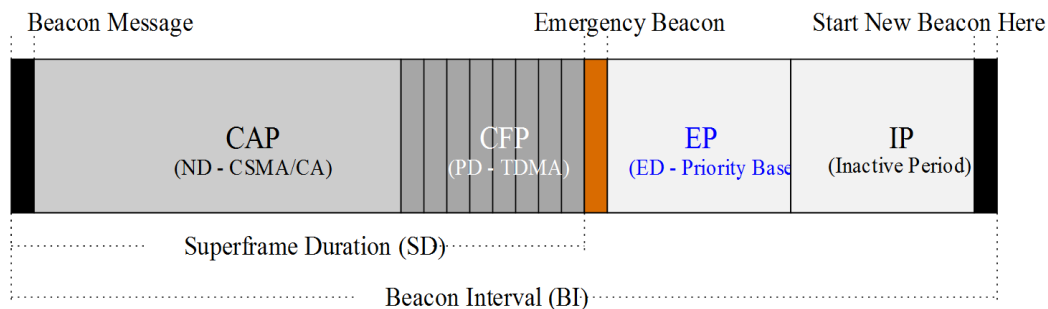 Beacon Message
Emergency Beacon
Start New Beacon Here
CAP
(ND - CSMA/CA)
CFP
(PD - TDMA)
EP
(ED - Priority Base
IP
(Inactive Period)
Superframe Duration (SD)
Beacon Interval (BI)